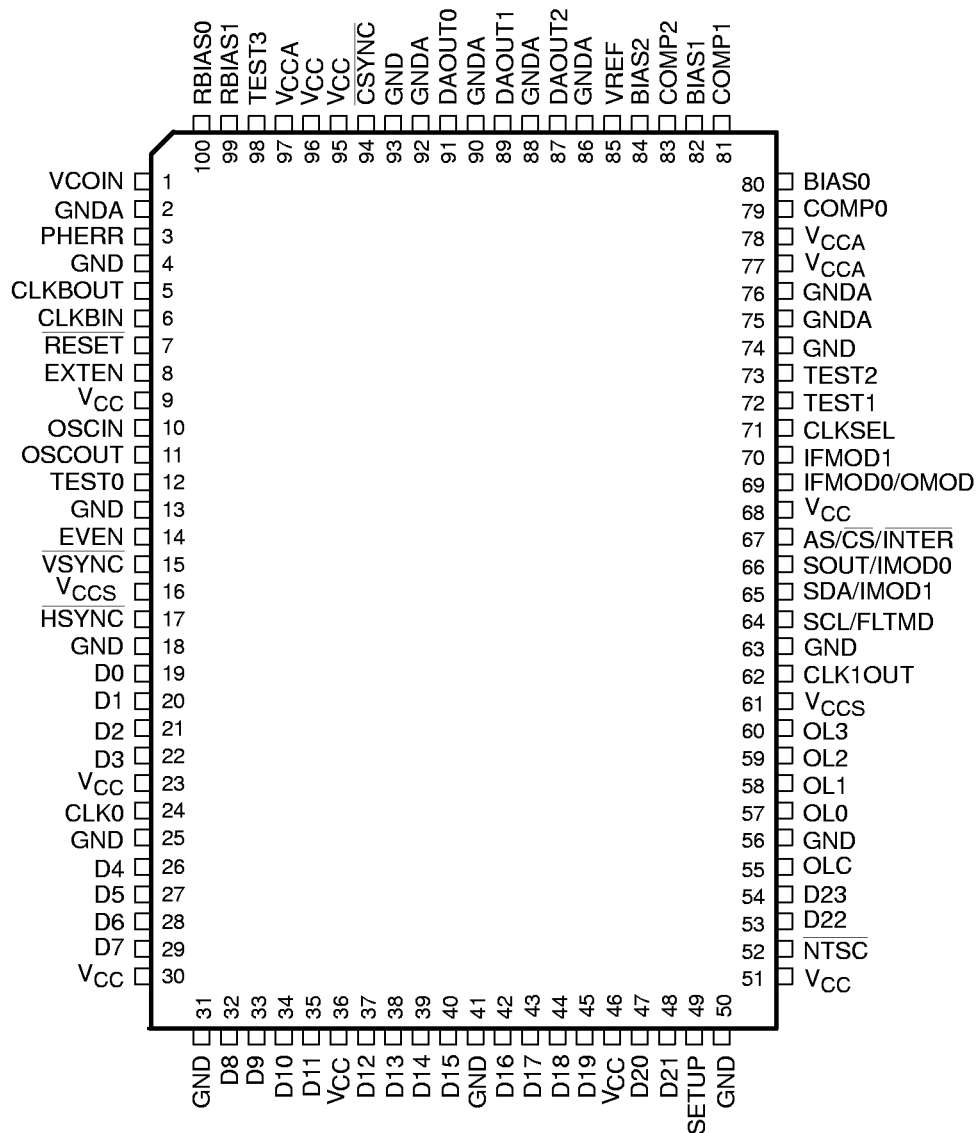 RBIAS0 RBIAS1 TEST3 VCCA VCC VCC CSYNC GND GNDA DAOUT0 GNDA DAOUT1 GNDA DAOUT2 GNDA VREF BIAS2 COMP2 BIAS1 COMP1
100 99 98 97 96 95 94 93 92 91 90 89 88 87 86 85 84 83 82 81
VCOIN 1 80 BIAS0
GNDA 2 79 COMP0
PHERR 3 78 VCCA
GND 4 77 VCCA
CLKBOUT 5 76 GNDA
CLKBIN 6 75 GNDA
RESET 7 74 GND
EXTEN 8 73 TEST2
VCC 9 72 TEST1
OSCIN 10 71 CLKSEL
OSCOUT 11 70 IFMOD1
TEST0 12 69 IFMOD0/OMOD
GND 13 68 VCC
EVEN 14 67 AS/CS/INTER
VSYNC 15 66 SOUT/IMOD0
VCCS 16 65 SDA/IMOD1
HSYNC 17 64 SCL/FLTMD
GND 18 63 GND
D0 19 62 CLK1OUT
D1 20 61 VCCS
D2 21 60 OL3
D3 22 59 OL2
VCC 23 58 OL1
CLK0 24 57 OL0
GND 25 56 GND
D4 26 55 OLC
D5 27 54 D23
D6 28 53 D22
D7 29 52 NTSC
VCC 30 51 VCC
31 32 33 34 35 36 37 38 39 40 41 42 43 44 45 46 47 48 49 50
GND D8 D9 D10 D11 VCC D12 D13 D14 D15 GND D16 D17 D18 D19 VCC D20 D21 SETUP GND